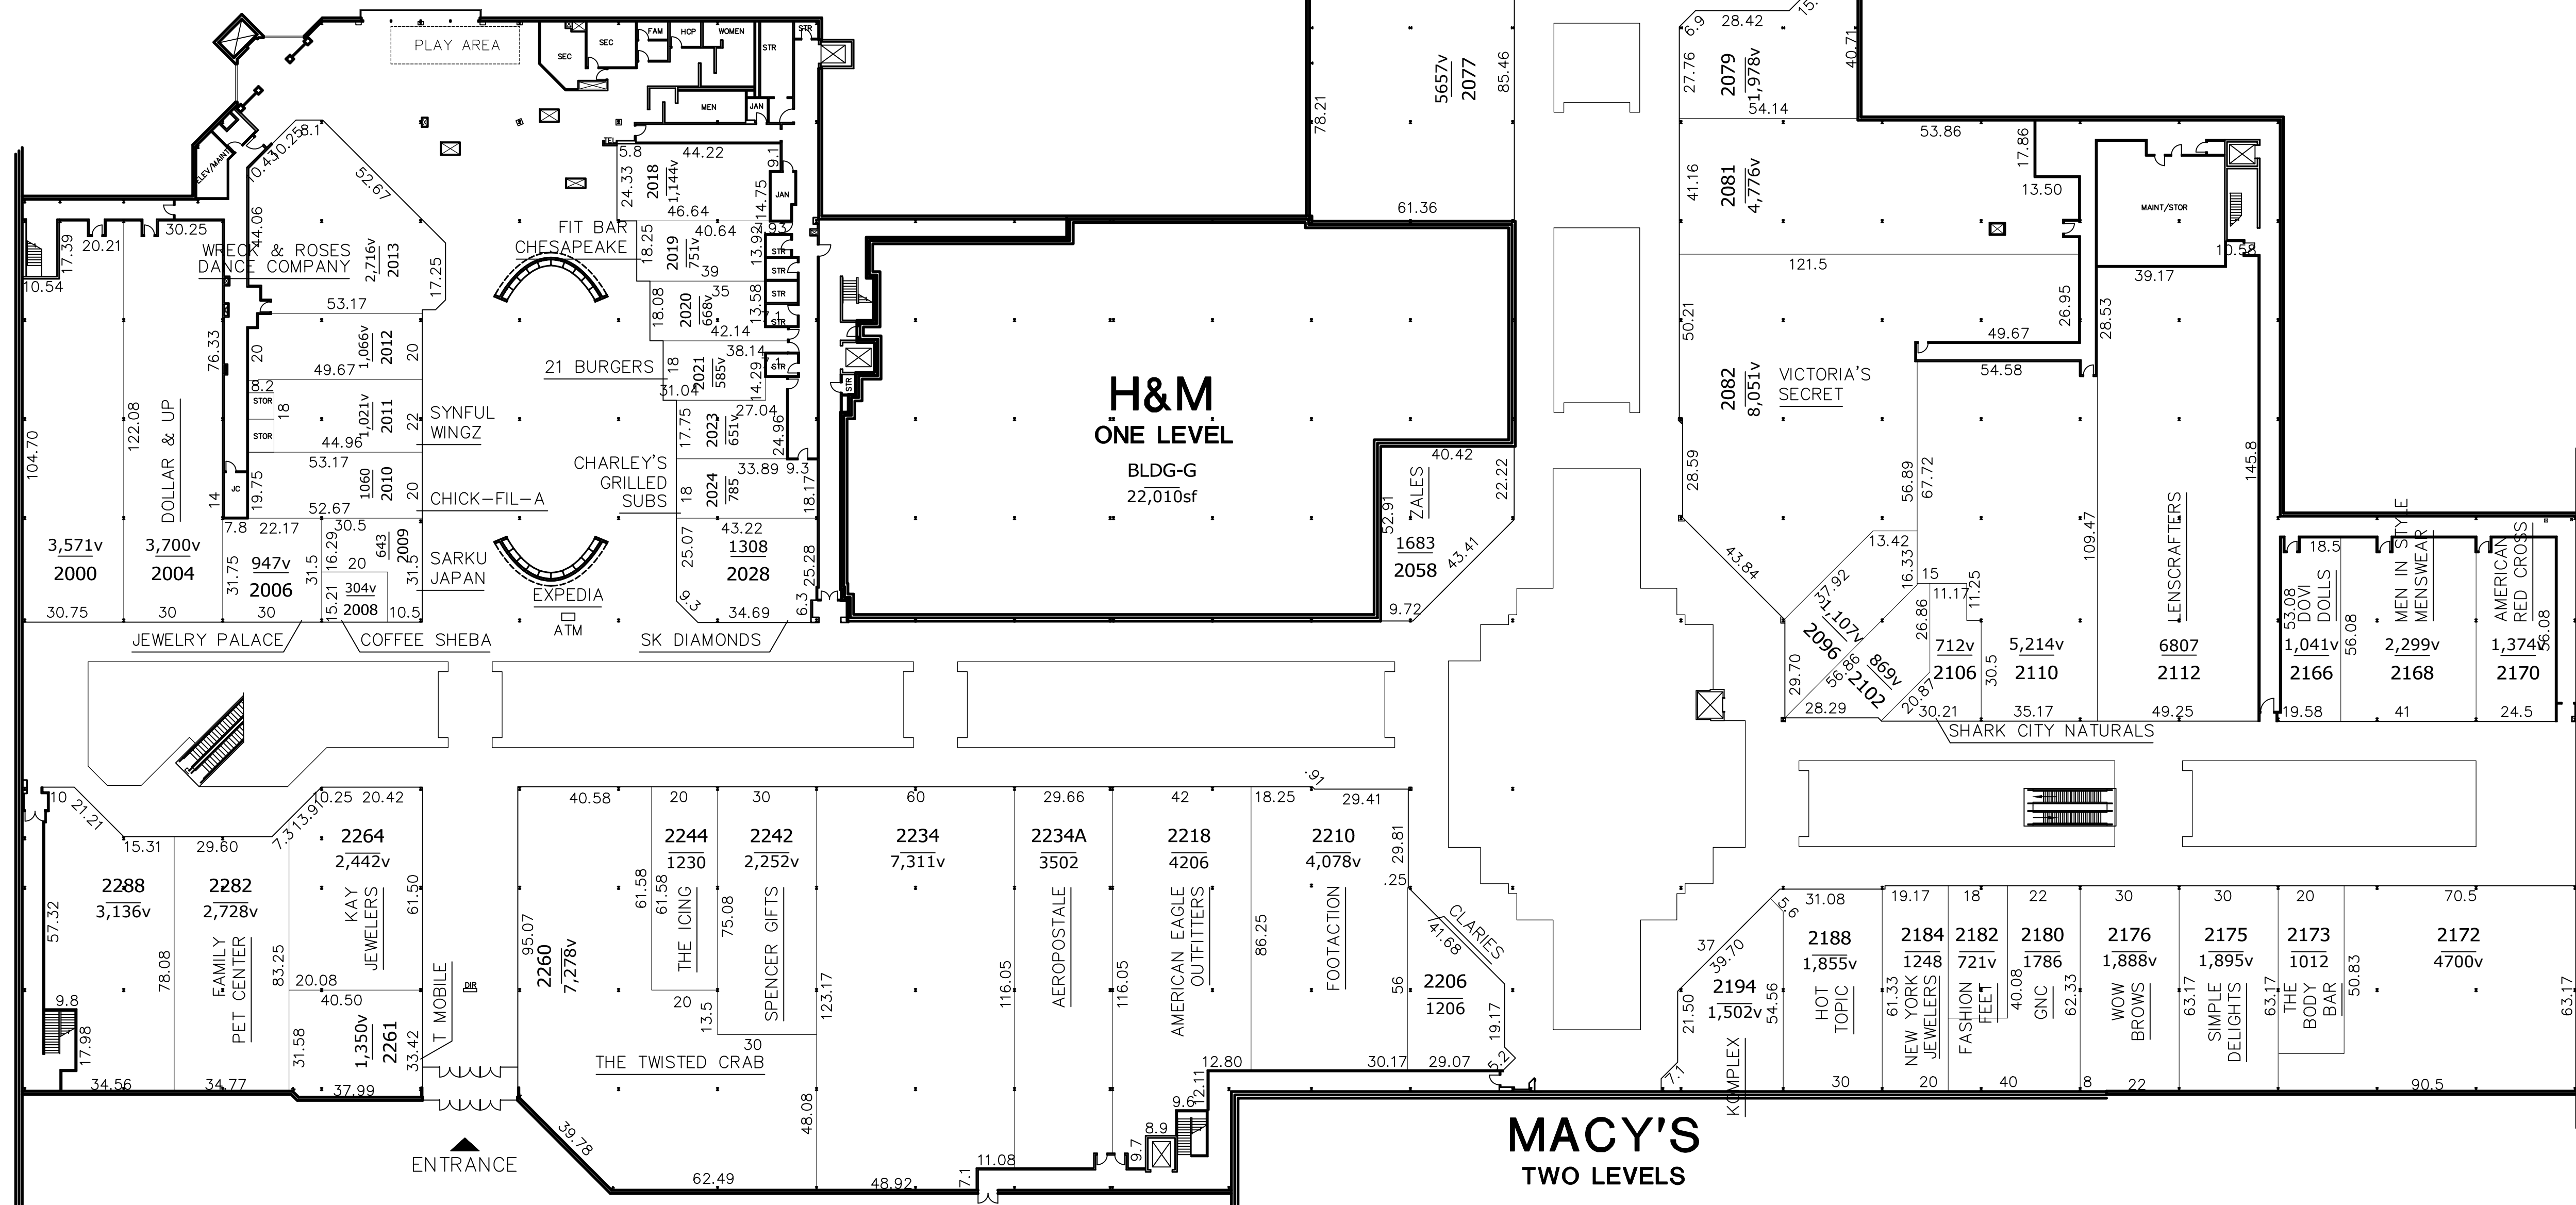 PLAY AREA
SEC
SEC
FAM
HCP
WOMEN
STR
STR
MEN
JAN
TEL
ELEV/MAINT
10.43
10.25
8.1
52.67
44.06
17.25
WRECK & ROSES
DANCE COMPANY
2,716v
2013
53.17
1,066v
2012
20
20
49.67
8.2
STOR
STOR
18
1,021v
2011
22
44.96
SYNFUL
WINGZ
53.17
1060
2010
19.75
20
52.67
CHICK-FIL-A
17.39
20.21
30.25
10.54
104.70
122.08
76.33
14
DOLLAR & UP
3,571v
2000
30.75
3,700v
2004
30
7.8
22.17
31.75
947v
2006
30
31.5
30.5
16.29
643
2009
20
304v
2008
15.21
31.5
10.5
SARKU
JAPAN
JEWELRY PALACE
COFFEE SHEBA
5.8
44.22
9.1
24.33
2018
1,144v
14.75
JAN
46.64
FIT BAR
CHESAPEAKE
40.64
18.25
2019
751v
13.92
STR
STR
39
35
18.08
2020
668v
13.58
STR
STR
42.14
38.14
21 BURGERS
18
2021
585v
14.29
7.1
STR
STR
31.04
27.04
17.75
2023
651v
24.96
CHARLEY'S
GRILLED
SUBS
33.89
9.3
18
2024
785
18.17
43.22
25.07
1308
2028
25.28
6.3
9.3
34.69
EXPEDIA
ATM
SK DIAMONDS
H&M
ONE LEVEL
BLDG-G
22,010sf
78.21
5657v
2077
85.46
61.36
40.42
ZALES
52.91
22.22
1683
2058
43.41
9.72
6.9
28.42
27.76
2079
1,978v
40.71
54.14
53.86
17.86
13.50
41.16
2081
4,776v
121.5
MAINT/STOR
10.58
39.17
50.21
2082
8,051v
VICTORIA'S
SECRET
26.95
28.53
49.67
54.58
28.59
56.89
67.72
109.47
145.8
LENSCRAFTERS
43.84
13.42
37.92
16.33
15
11.17
11.25
1,107v
2096
29.70
56.86
869v
2102
26.86
20.87
28.29
712v
2106
30.21
30.5
5,214v
2110
35.17
6807
2112
49.25
SHARK CITY NATURALS
18.5
53.08
DOVI
DOLLS
1,041v
2166
19.58
56.08
MEN IN STYLE
MENSWEAR
2,299v
2168
41
AMERICAN
RED CROSS
1,374v
2170
24.5
56.08
10
21.21
15.31
29.60
7.3
13.91
10.25
20.42
2288
3,136v
57.32
9.8
17.98
34.56
78.08
2282
2,728v
FAMILY
PET CENTER
34.77
83.25
2264
2,442v
KAY
JEWELERS
61.50
20.08
40.50
31.58
1,350v
2261
33.42
37.99
T MOBILE
DIR
ENTRANCE
40.58
95.07
2260
7,278v
61.58
20
2244
1230
61.58
THE ICING
20
13.5
30
2242
2,252v
75.08
SPENCER GIFTS
30
THE TWISTED CRAB
39.78
62.49
48.08
60
2234
7,311v
123.17
48.92
7.1
11.08
29.66
2234A
3502
116.05
AEROPOSTALE
42
2218
4206
116.05
AMERICAN EAGLE
OUTFITTERS
9.7
8.9
9.6
12.11
12.80
18.25
.91
29.41
2210
4,078v
86.25
FOOTACTION
29.81
.25
56
30.17
CLARIES
41.68
2206
1206
19.17
29.07
5.2
MACY'S
TWO LEVELS
37
39.70
5.6
2194
1,502v
21.50
7.1
KOMPLEX
54.56
31.08
2188
1,855v
HOT
TOPIC
30
19.17
2184
1248
61.33
NEW YORK
JEWELERS
20
18
2182
721v
FASHION
FEET
40.08
22
2180
1786
GNC
40
62.33
30
2176
1,888v
WOW
BROWS
8
22
63.17
30
2175
1,895v
SIMPLE
DELIGHTS
63.17
20
2173
1012
THE
BODY
BAR
50.83
70.5
2172
4700v
63.17
90.5